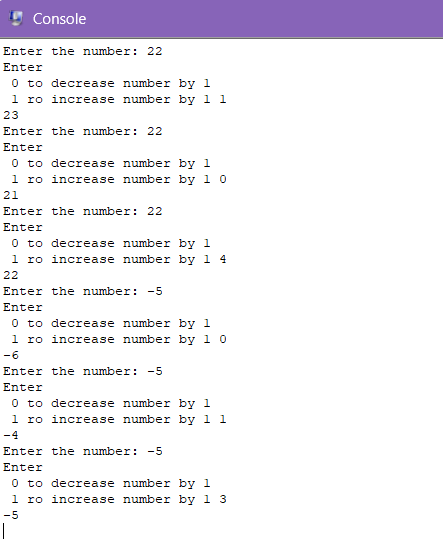 Console
Enter the number: 22
Enter
 0 to decrease number by 1
 1 ro increase number by 1 1
23
Enter the number: 22
Enter
 0 to decrease number by 1
 1 ro increase number by 1 0
21
Enter the number: 22
Enter
 0 to decrease number by 1
 1 ro increase number by 1 4
22
Enter the number: -5
Enter
 0 to decrease number by 1
 1 ro increase number by 1 0
-6
Enter the number: -5
Enter
 0 to decrease number by 1
 1 ro increase number by 1 1
-4
Enter the number: -5
Enter
 0 to decrease number by 1
 1 ro increase number by 1 3
-5